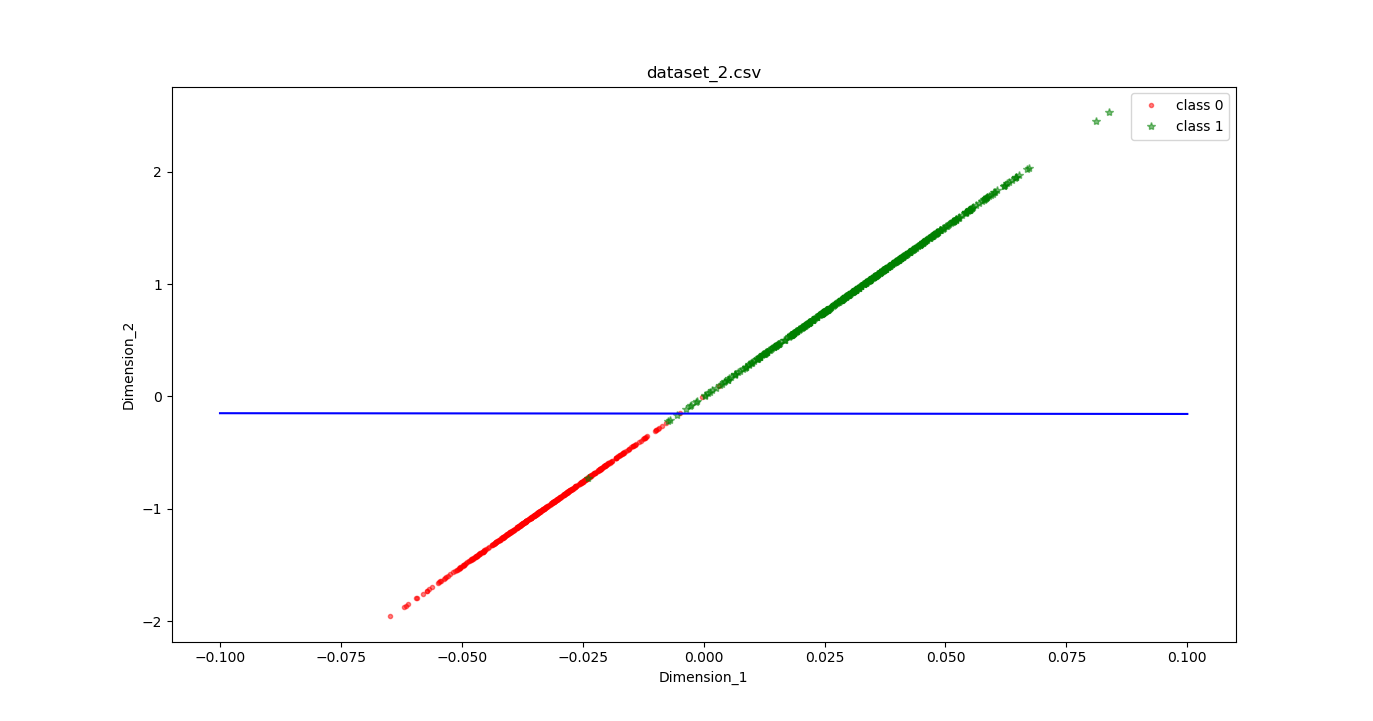 dataset_2.csv
class 0
class 1
Dimension_2
2
1
0
−1
−2
−0.100 −0.075 −0.050 −0.025 0.000 0.025 0.050 0.075 0.100
Dimension_1